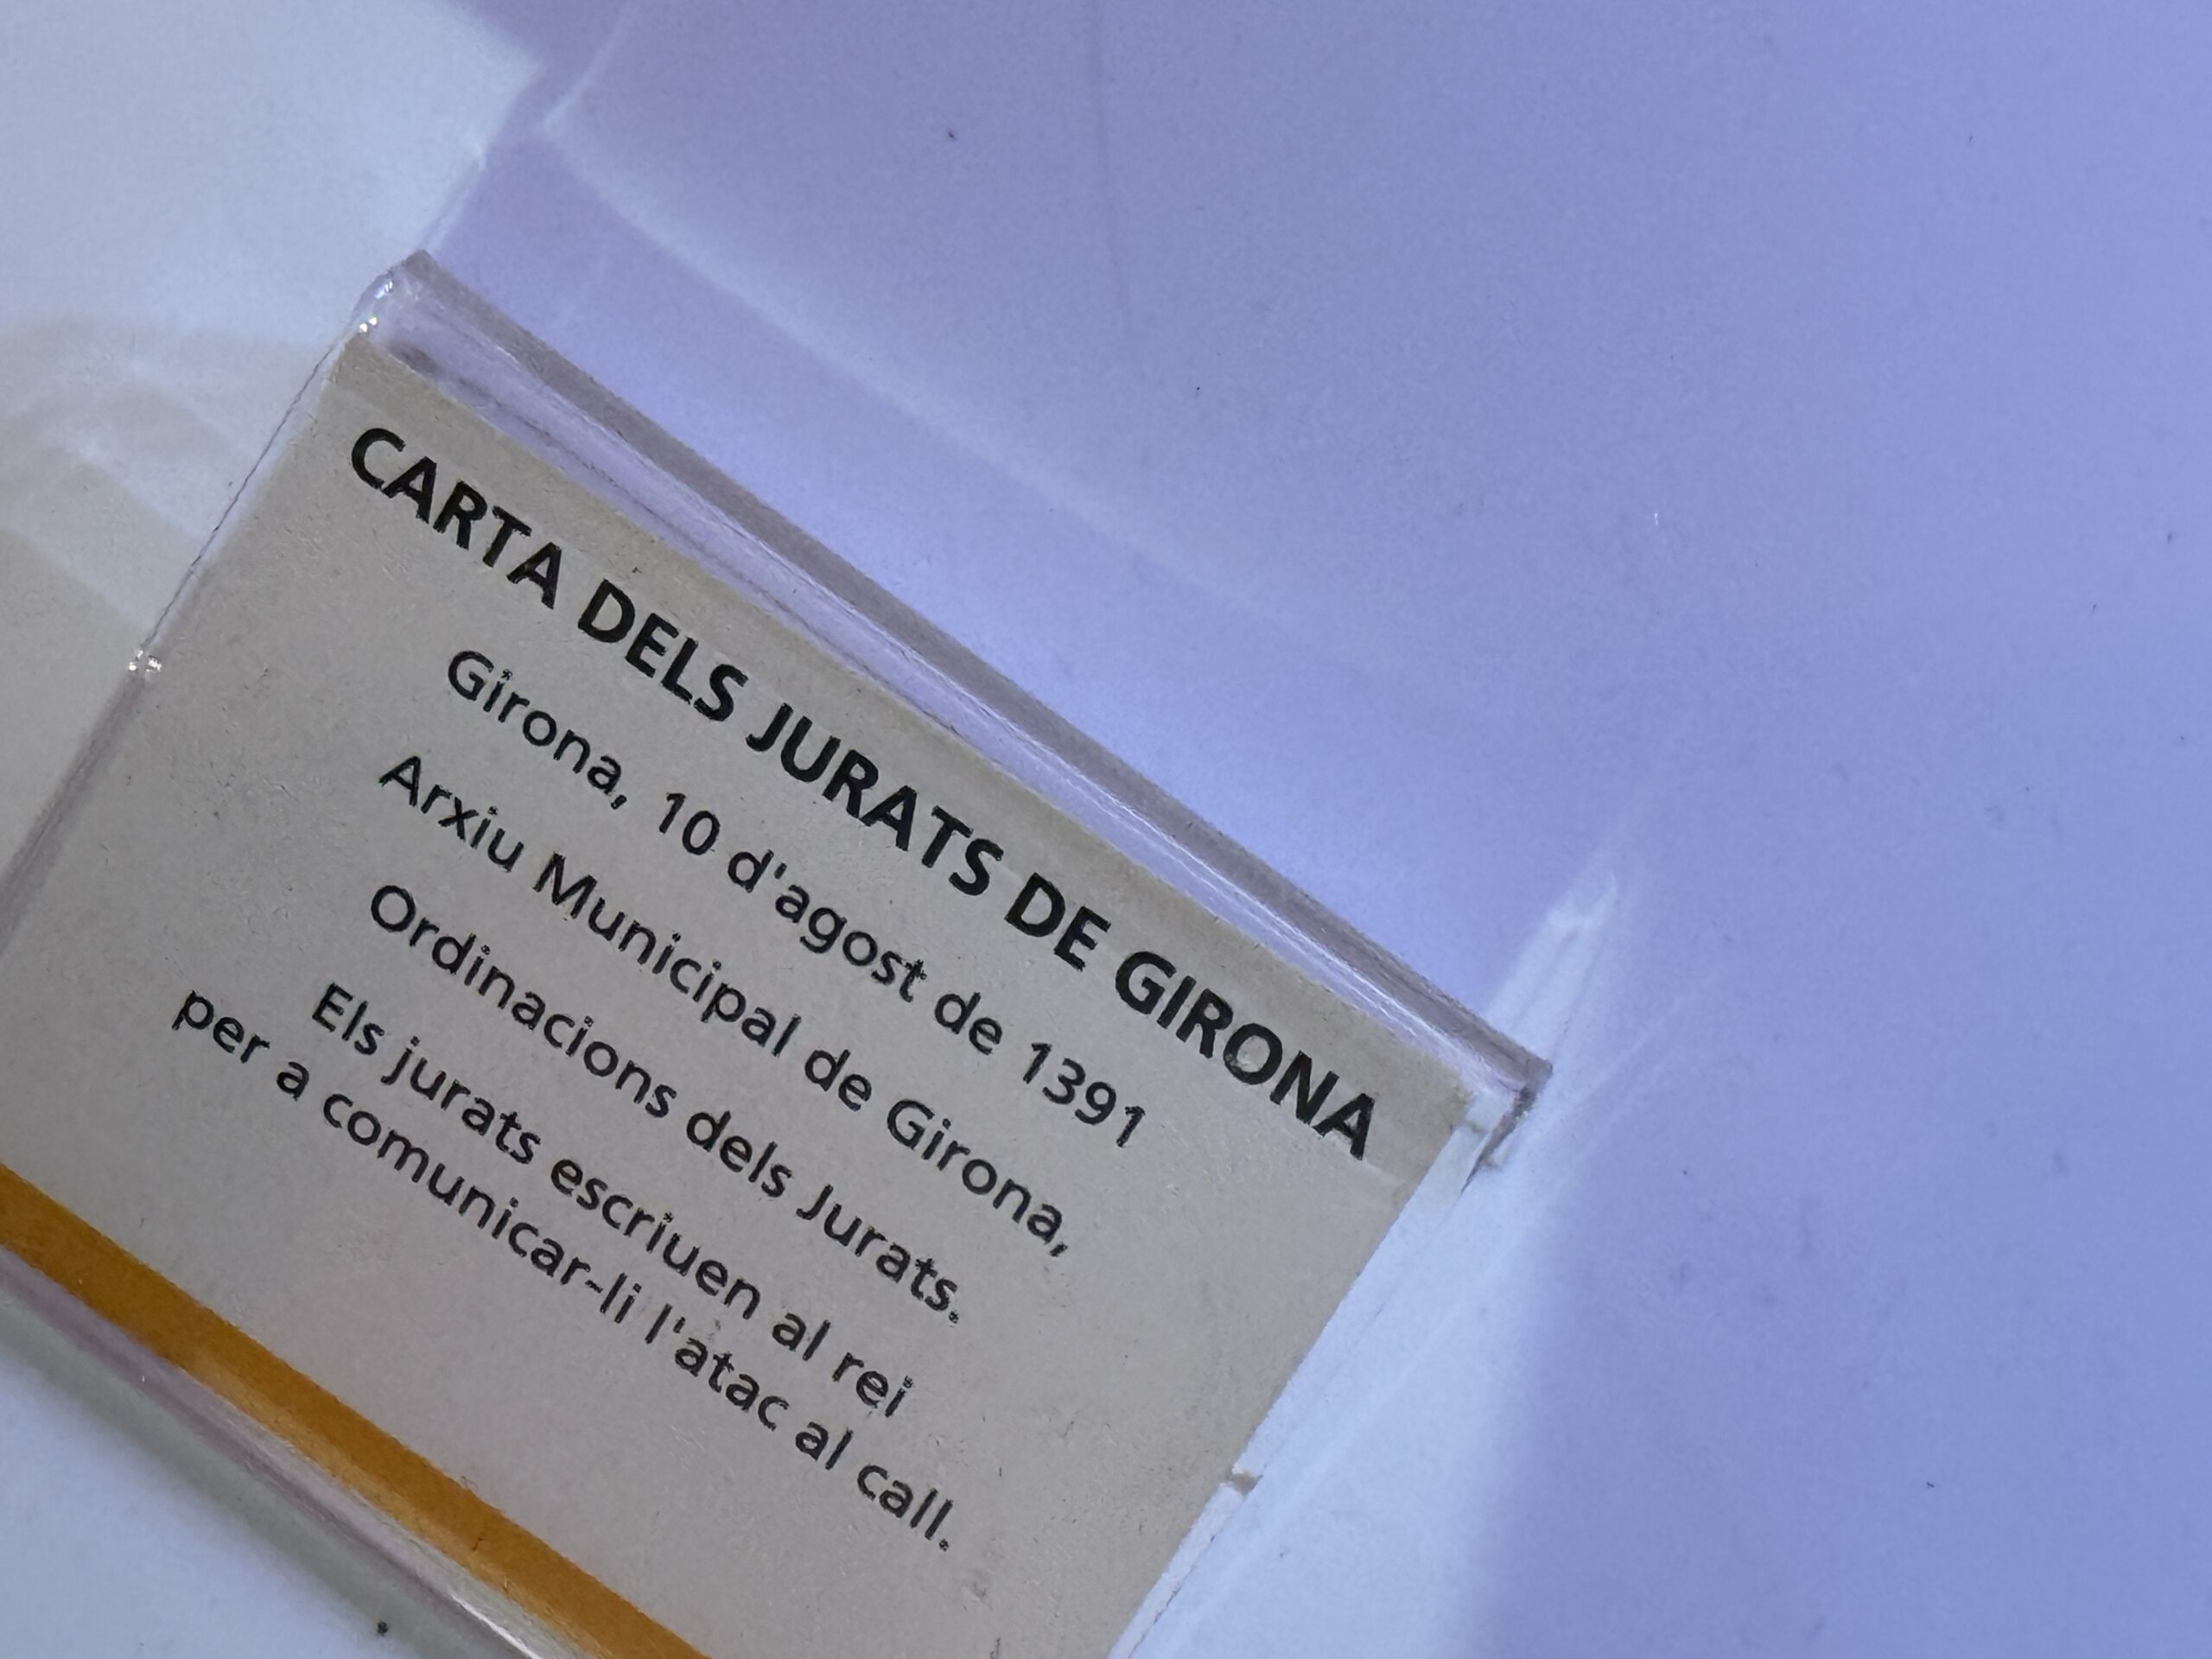 CARTA DELS JURATS DE GIRONA
Girona, 10 d'agost de 1391
Arxiu Municipal de Girona,
Ordinacions dels Jurats.
Els jurats escriuen al rei
per a comunicar-li l'atac al call.